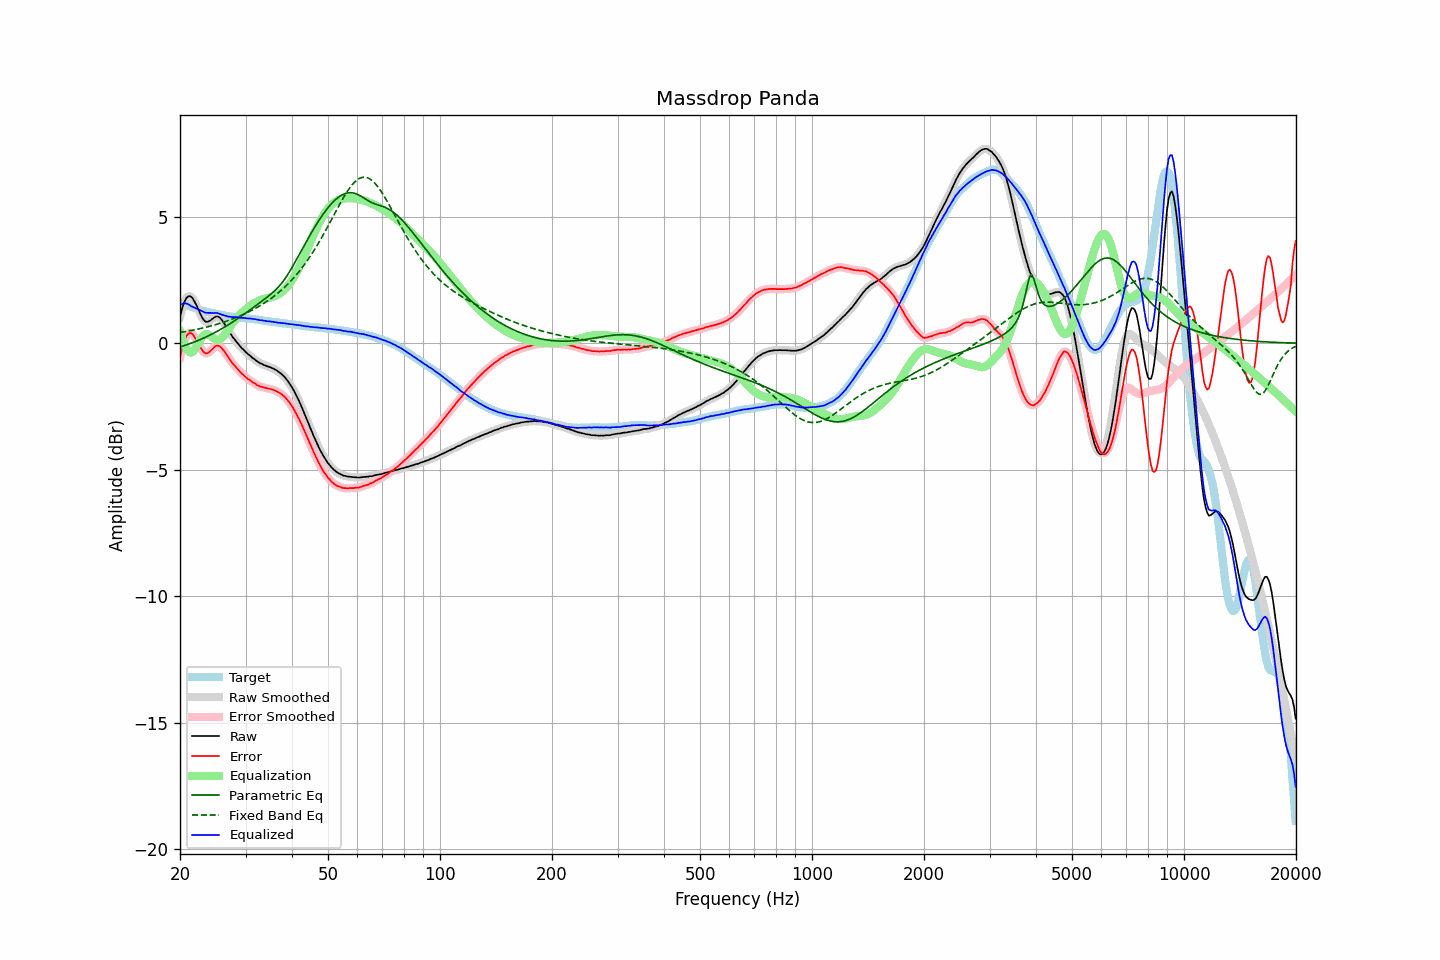 Massdrop Panda
Amplitude (dBr)
5
0
−5
−10
−15
−20
Target
Raw Smoothed
Error Smoothed
Raw
Error
Equalization
Parametric Eq
Fixed Band Eq
Equalized
20 50 100 200 500 1000 2000 5000 10000 20000
Frequency (Hz)